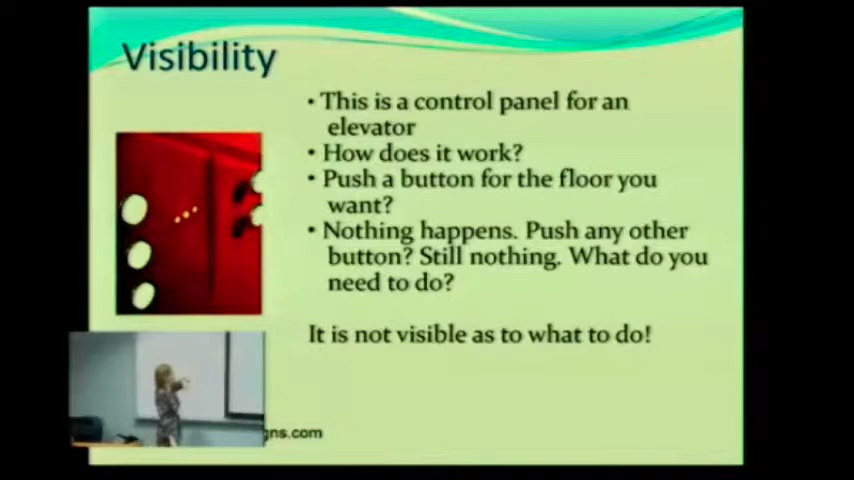 Visibility
• This is a control panel for an
elevator
• How does it work?
• Push a button for the floor you
want?
• Nothing happens. Push any other
button? Still nothing. What do you
need to do?
It is not visible as to what to do!
gns.com